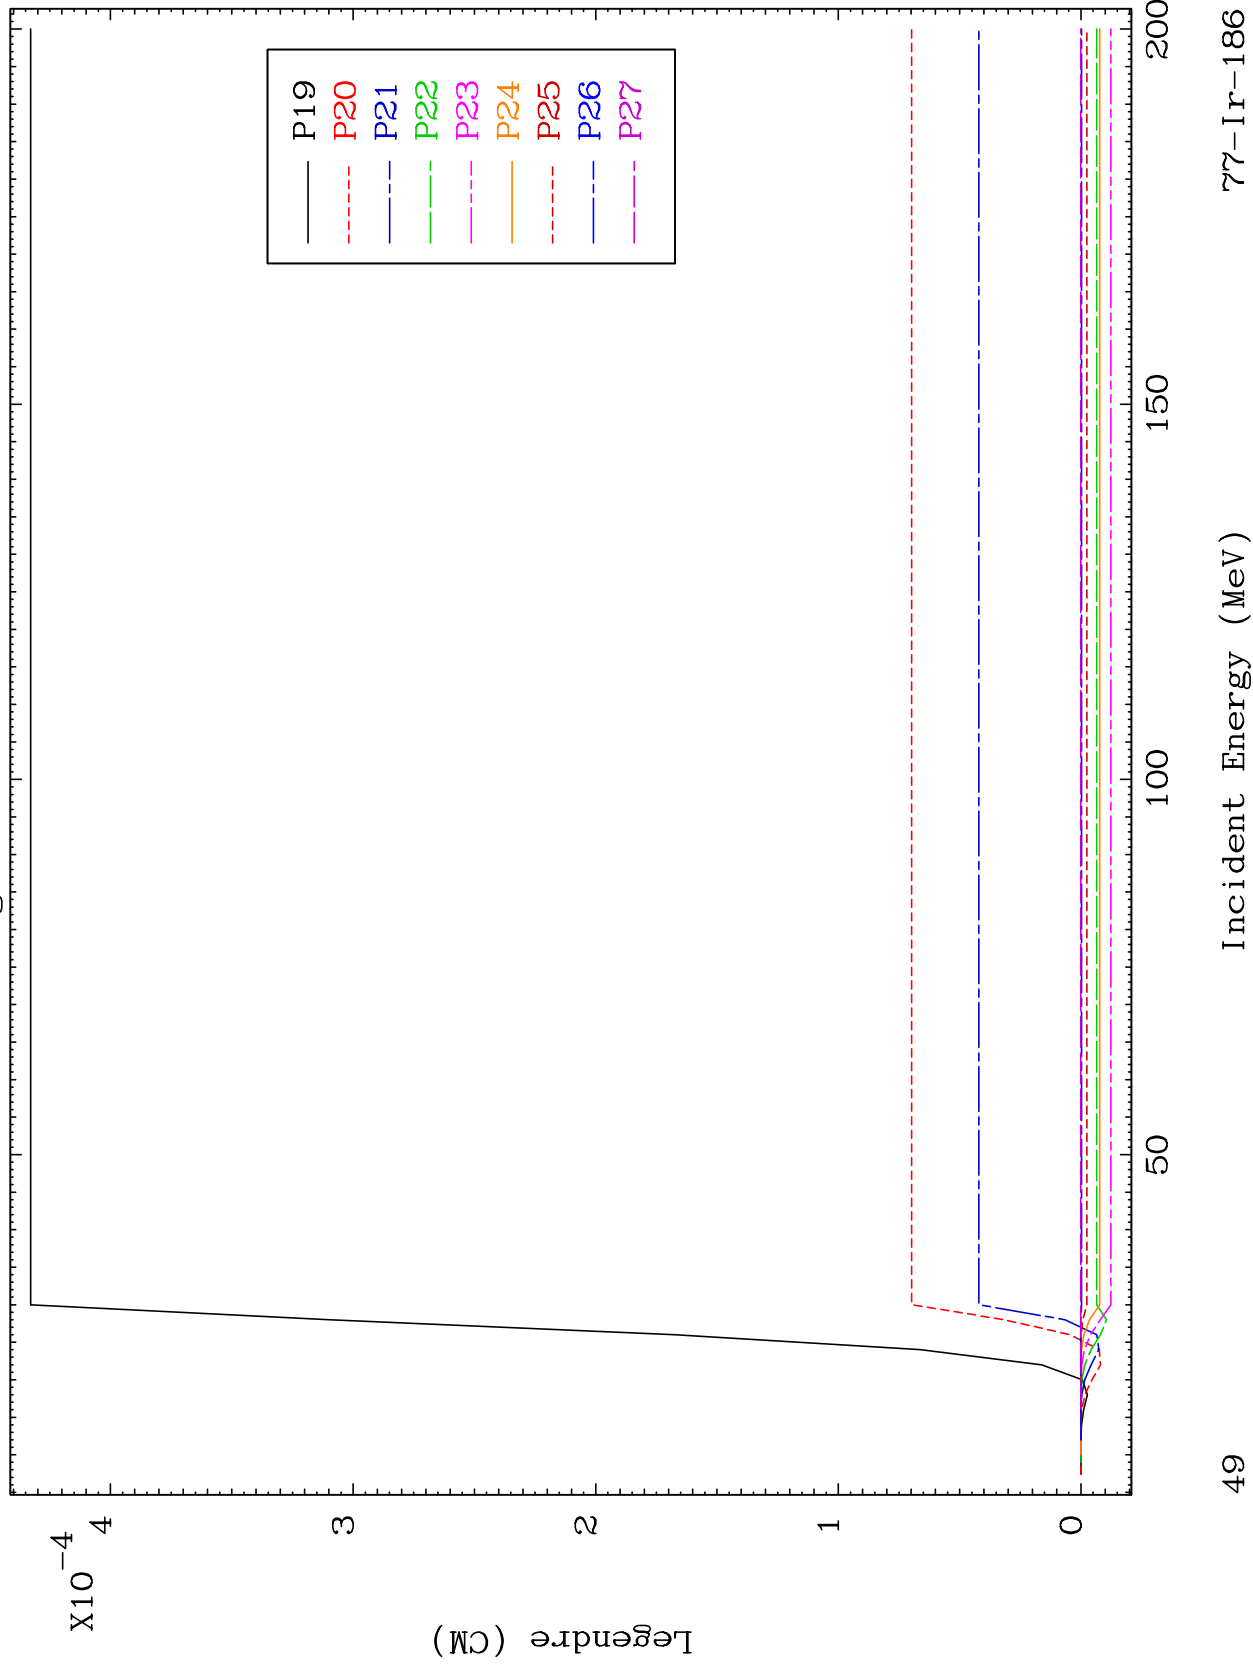 X10-4
4
3
2
1
0
Legendre (CM)
P19
P20
P21
P22
P23
P24
P25
P26
P27
50
100
150
200
Incident Energy (MeV)
49
77-Ir-186